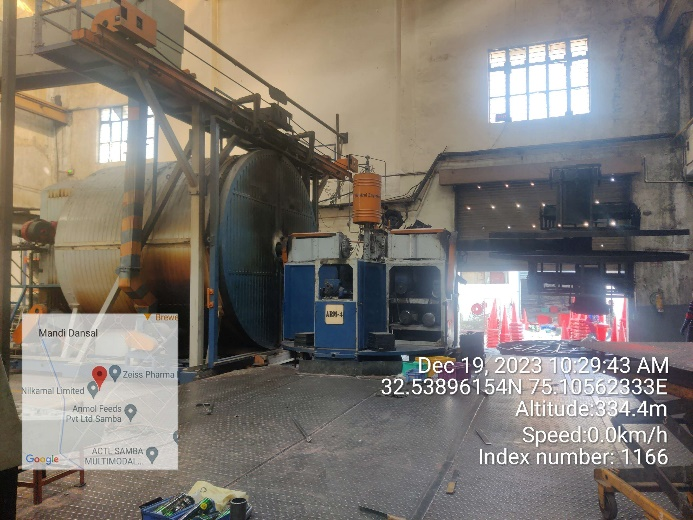 ARM-4
Brewe
Mandi Dansal
Zeiss Pharma
Nilkamal Limited
Anmol Feeds
Pvt Ltd Samba
ACTL SAMBA
MULTIMODAL...
Google
Dec 19, 2023 10:29:43 AM
32.53896154N 75.10562333E
Altitude:334.4m
Speed:0.0km/h
Index number: 1166